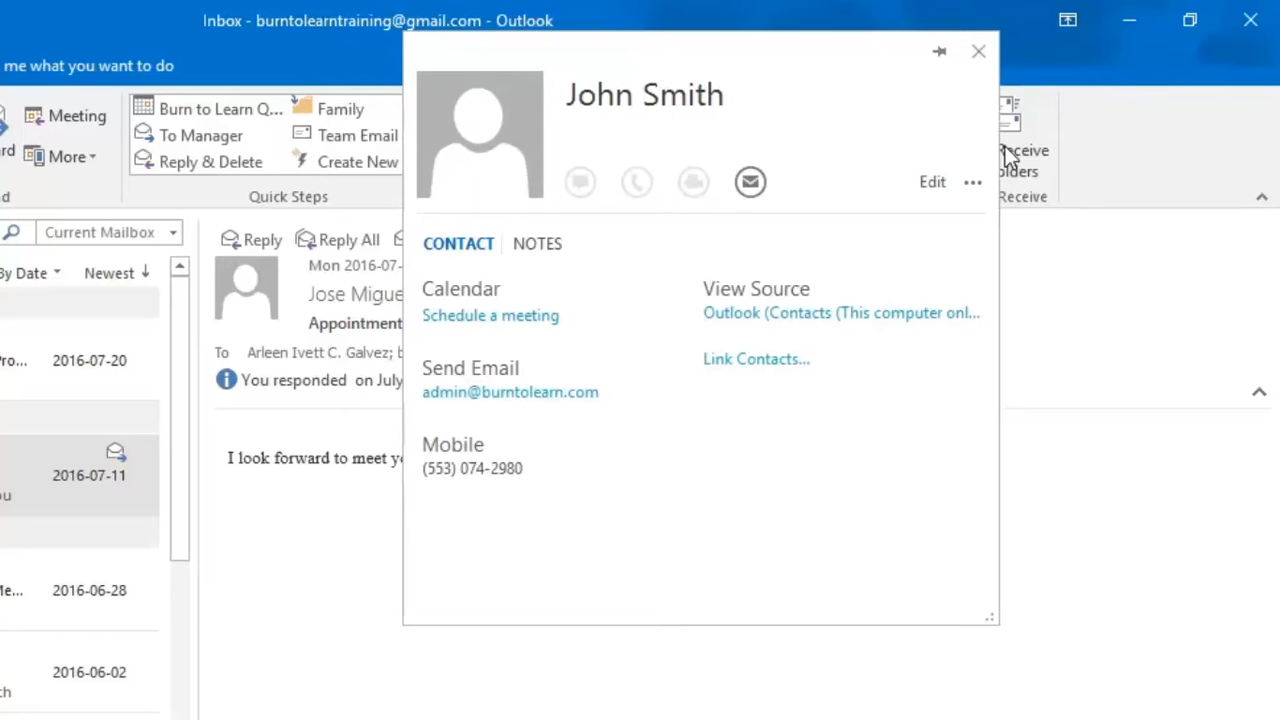 Inbox - burntolearntraining@gmail.com - Outlook
me what you want to do
Meeting
More
Burn to Learn Q...
To Manager
Reply & Delete
Family
Team Email
Create New
Quick Steps
Receive
Current Mailbox
By Date
Newest
2016-07-20
2016-07-11
2016-06-28
2016-06-02
Reply
Reply All
Mon 2016-07-
Jose Migue
Appointment
To Arleen Ivett C. Galvez; b
You responded on July
I look forward to meet yo
John Smith
Edit
CONTACT
NOTES
Calendar
Schedule a meeting
Send Email
admin@burntolearn.com
Mobile
(553) 074-2980
View Source
Outlook (Contacts (This computer onl...
Link Contacts...